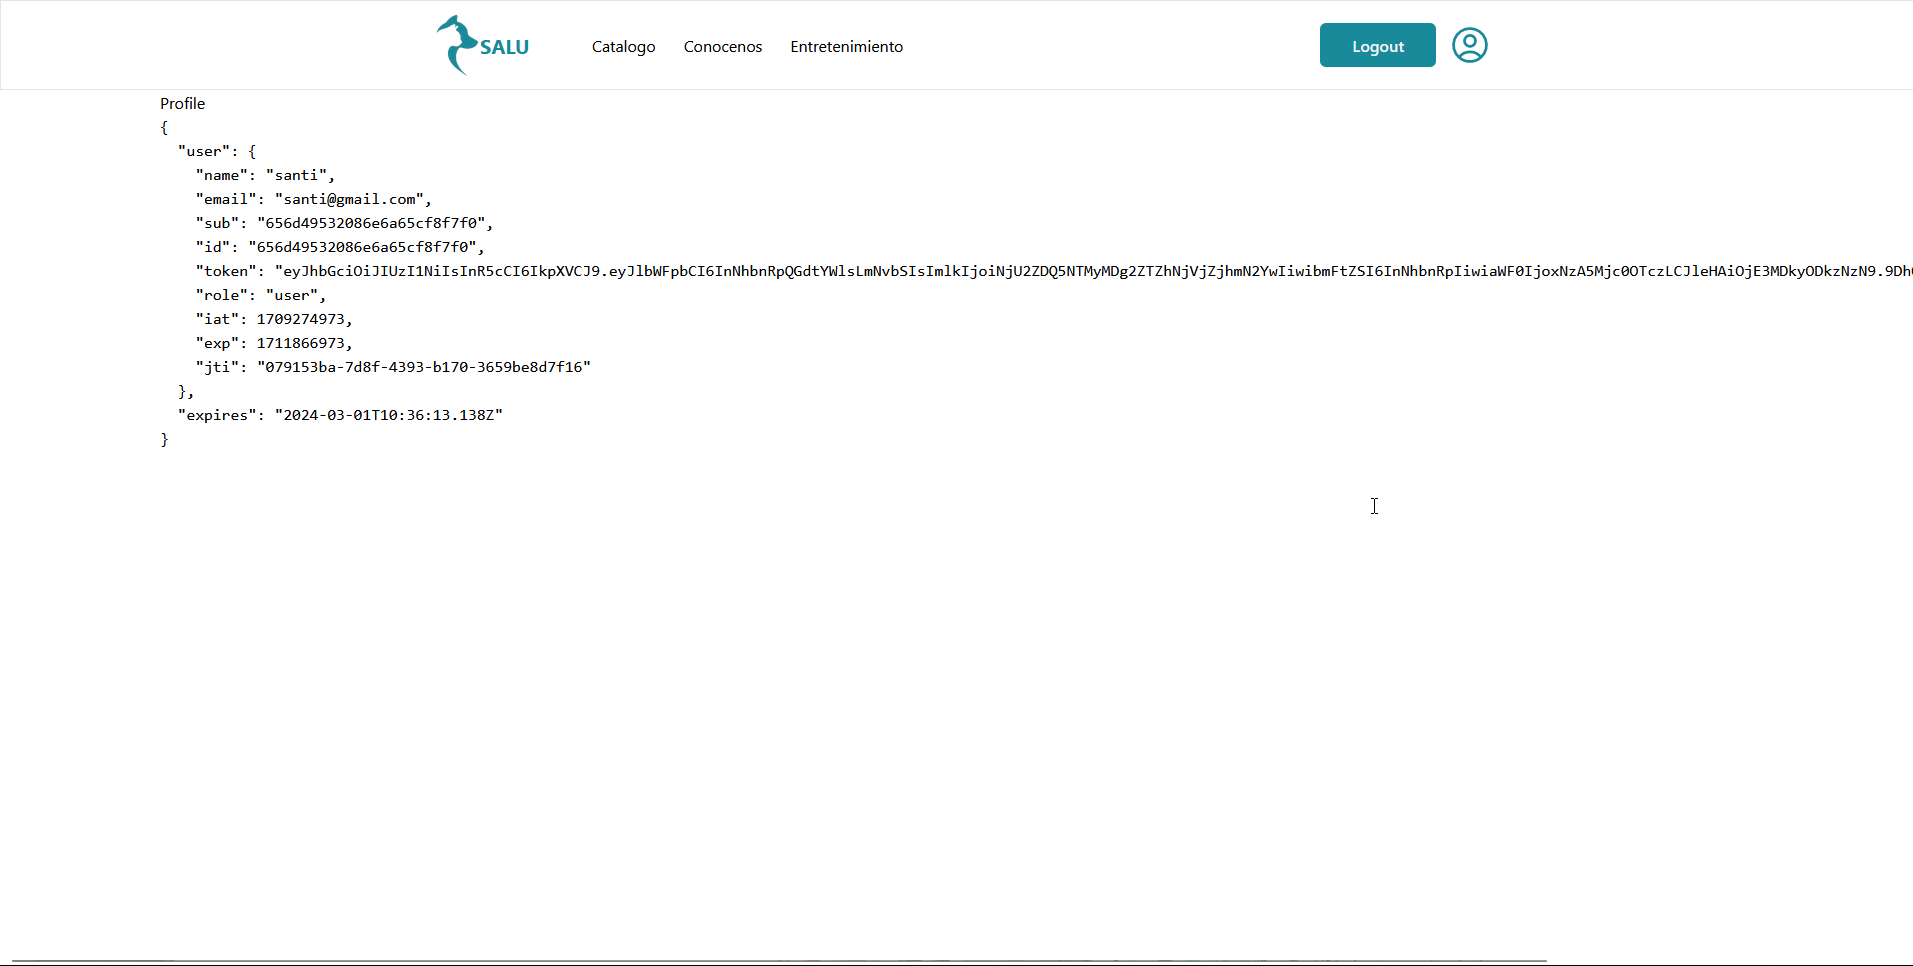 SALU
Catalogo Conocenos Entretenimiento
Logout
Profile
{
"user": {
"name": "santi",
"email": "santi@gmail.com",
"sub": "656d49532086e6a65cf8f7f0",
"id": "656d49532086e6a65cf8f7f0",
"token": "eyJhbGciOiJIUzI1NiIsInR5cCI6IkpXVCJ9.eyJlbWFpbCI6InNhbnRpQGdtYWlsLmNvbSIsImlkIjoiNjU2ZDQ5NTMyMDg2ZTZhNjVjZjhmN2YwIiwibmFtZSI6InNhbnRpIiwiaWF0IjoxNzA5Mjc0OTczLCJleHAiOjE3MDkyODkzNzN9.9Dh
"role": "user",
"iat": 1709274973,
"exp": 1711866973,
"jti": "079153ba-7d8f-4393-b170-3659be8d7f16"
},
"expires": "2024-03-01T10:36:13.138Z"
}